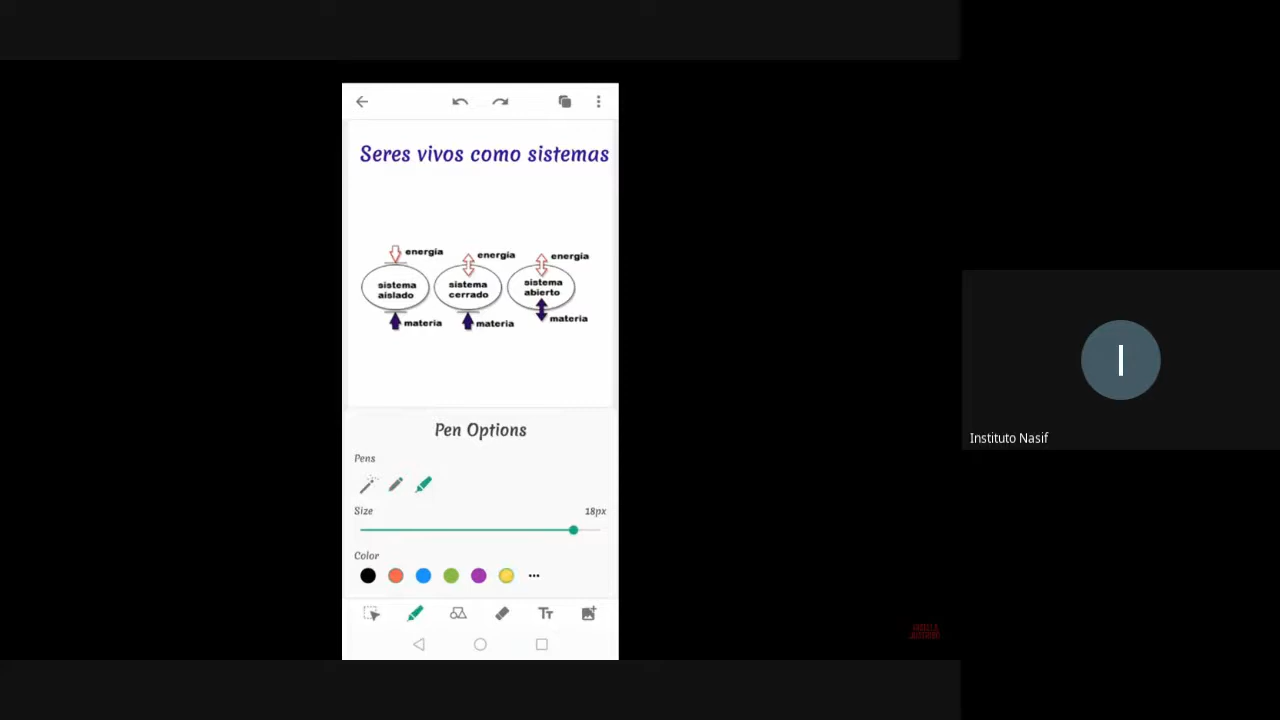 Seres vivos como sistemas
energía energía energía
sistema aislado
sistema cerrado
sistema abierto
materia materia materia
Pen Options
Pens
Size 18px
Color
Tт
Instituto Nasif
I